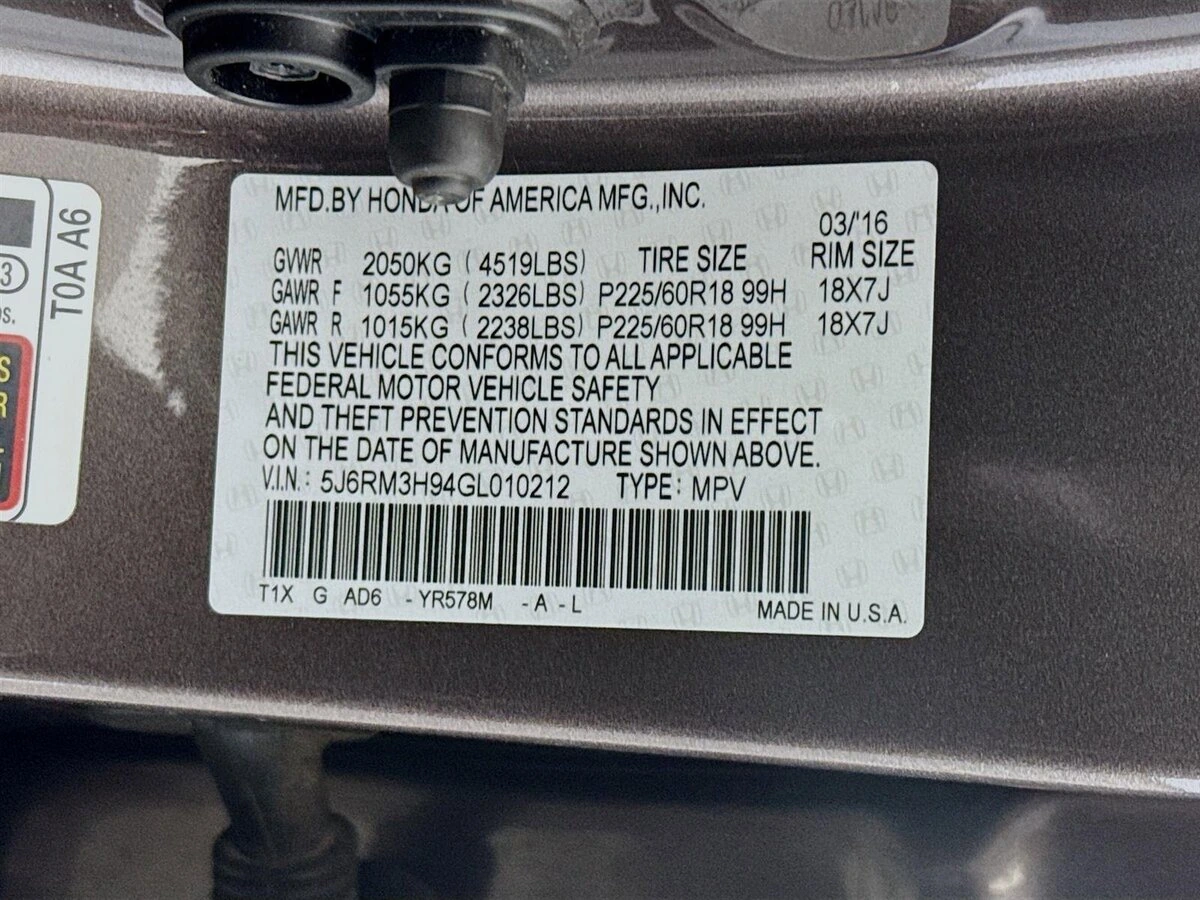 MFD.BY HONDA OF AMERICA MFG.,INC.
03/'16
GVWR 2050KG ( 4519LBS) TIRE SIZE RIM SIZE
GAWR F 1055KG ( 2326LBS) P225/60R18 99H 18X7J
GAWR R 1015KG ( 2238LBS) P225/60R18 99H 18X7J
THIS VEHICLE CONFORMS TO ALL APPLICABLE
FEDERAL MOTOR VEHICLE SAFETY
AND THEFT PREVENTION STANDARDS IN EFFECT
ON THE DATE OF MANUFACTURE SHOWN ABOVE.
V.I.N.: 5J6RM3H94GL010212 TYPE: MPV
T1X G AD6 - YR578M - A - L
MADE IN U.S.A.
T0A A6
3